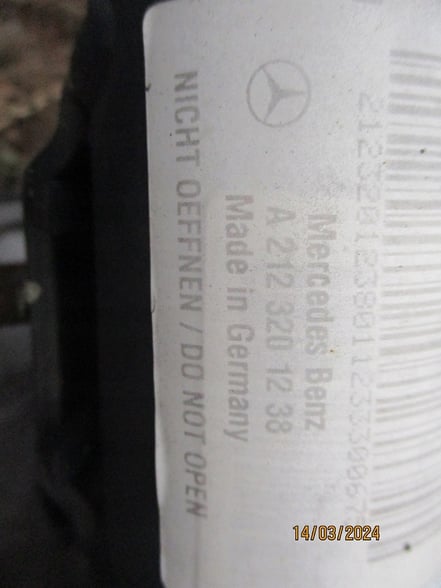 Mercedes Benz
A 212 320 12 38
Made in Germany
NICHT OEFFNEN / DO NOT OPEN
14/03/2024